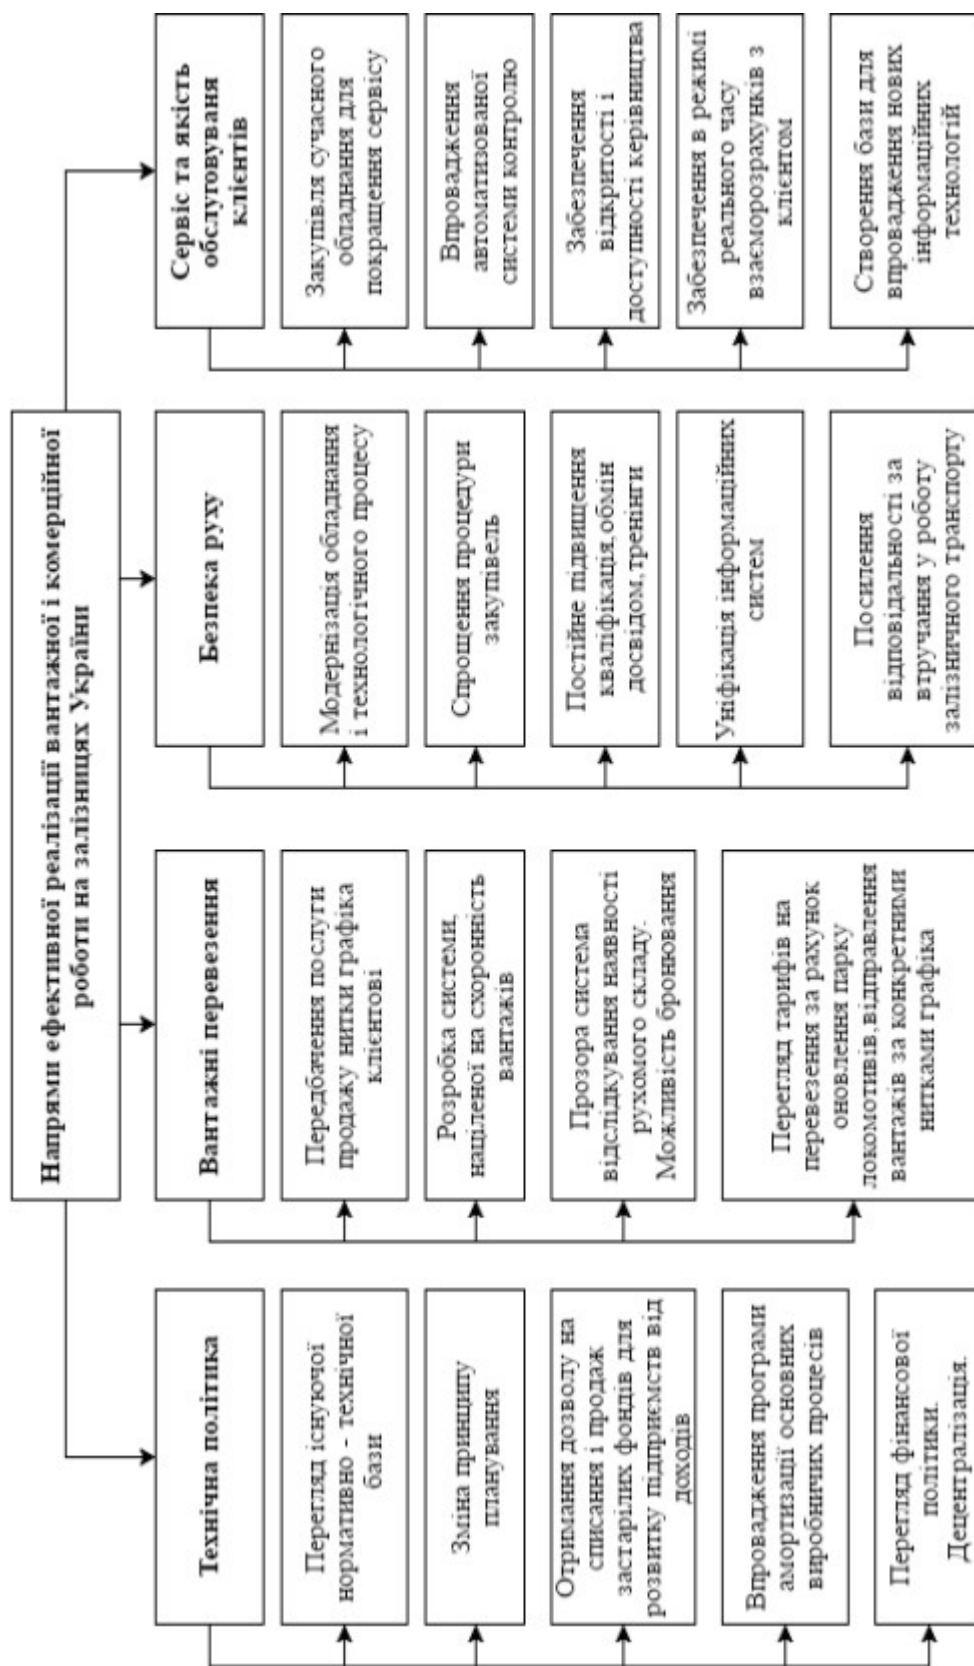 Напрями ефективної реалізації вантажної і комерційної
роботи на залізницях України
Технічна політика
Перегляд існуючої
нормативно – технічної
бази
Зміна принципу
планування
Отримання дозволу на
списання і продаж
застарілих фондів для
розвитку підприємств від
доходів
Впровадження програми
амортизації основних
виробничих процесів
Перегляд фінансової
політики.
Децентралізація.
Вантажні перевезення
Передбачення послуги
продажу нитки графіка
клієнтові
Розробка системи,
націленої на схоронність
вантажів
Прозора система
відслідкування наявності
рухомого складу.
Можливість бронювання
Перегляд тарифів на
перевезення за рахунок
оновлення парку
локомотивів,відправлення
вантажів за конкретними
нитками графіка
Безпека руху
Модернізація обладнання
і технологічного процесу
Спрощення процедури
закупівель
Постійне підвищення
кваліфікація,обмін
досвідом,тренінги
Уніфікація інформаційних
систем
Посилення
відповідальності за
втручання у роботу
залізничного транспорту
Сервіс та якість
обслуговуваня
клієнтів
Закупівля сучасного
обладнання для
покращення сервісу
Впровадження
автоматизованої
системи контролю
Забезпечення
відкритості і
доступності керівництва
Забезпечення в режимі
реального часу
взаєморозрахунків з
клієнтом
Створення бази для
впровадження нових
інформаційних
технологій